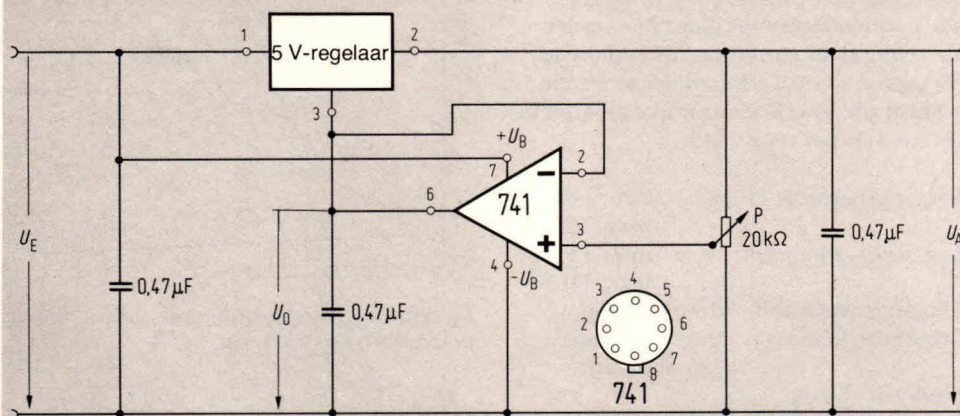 1
5 V-regelaar
2
3
+U_B
7
2
6
741
P
20kΩ
0,47µF
U_A
U_E
3
4
-U_B
0,47µF
U_0
0,47µF
3 4 5
2 6
1 8 7
741